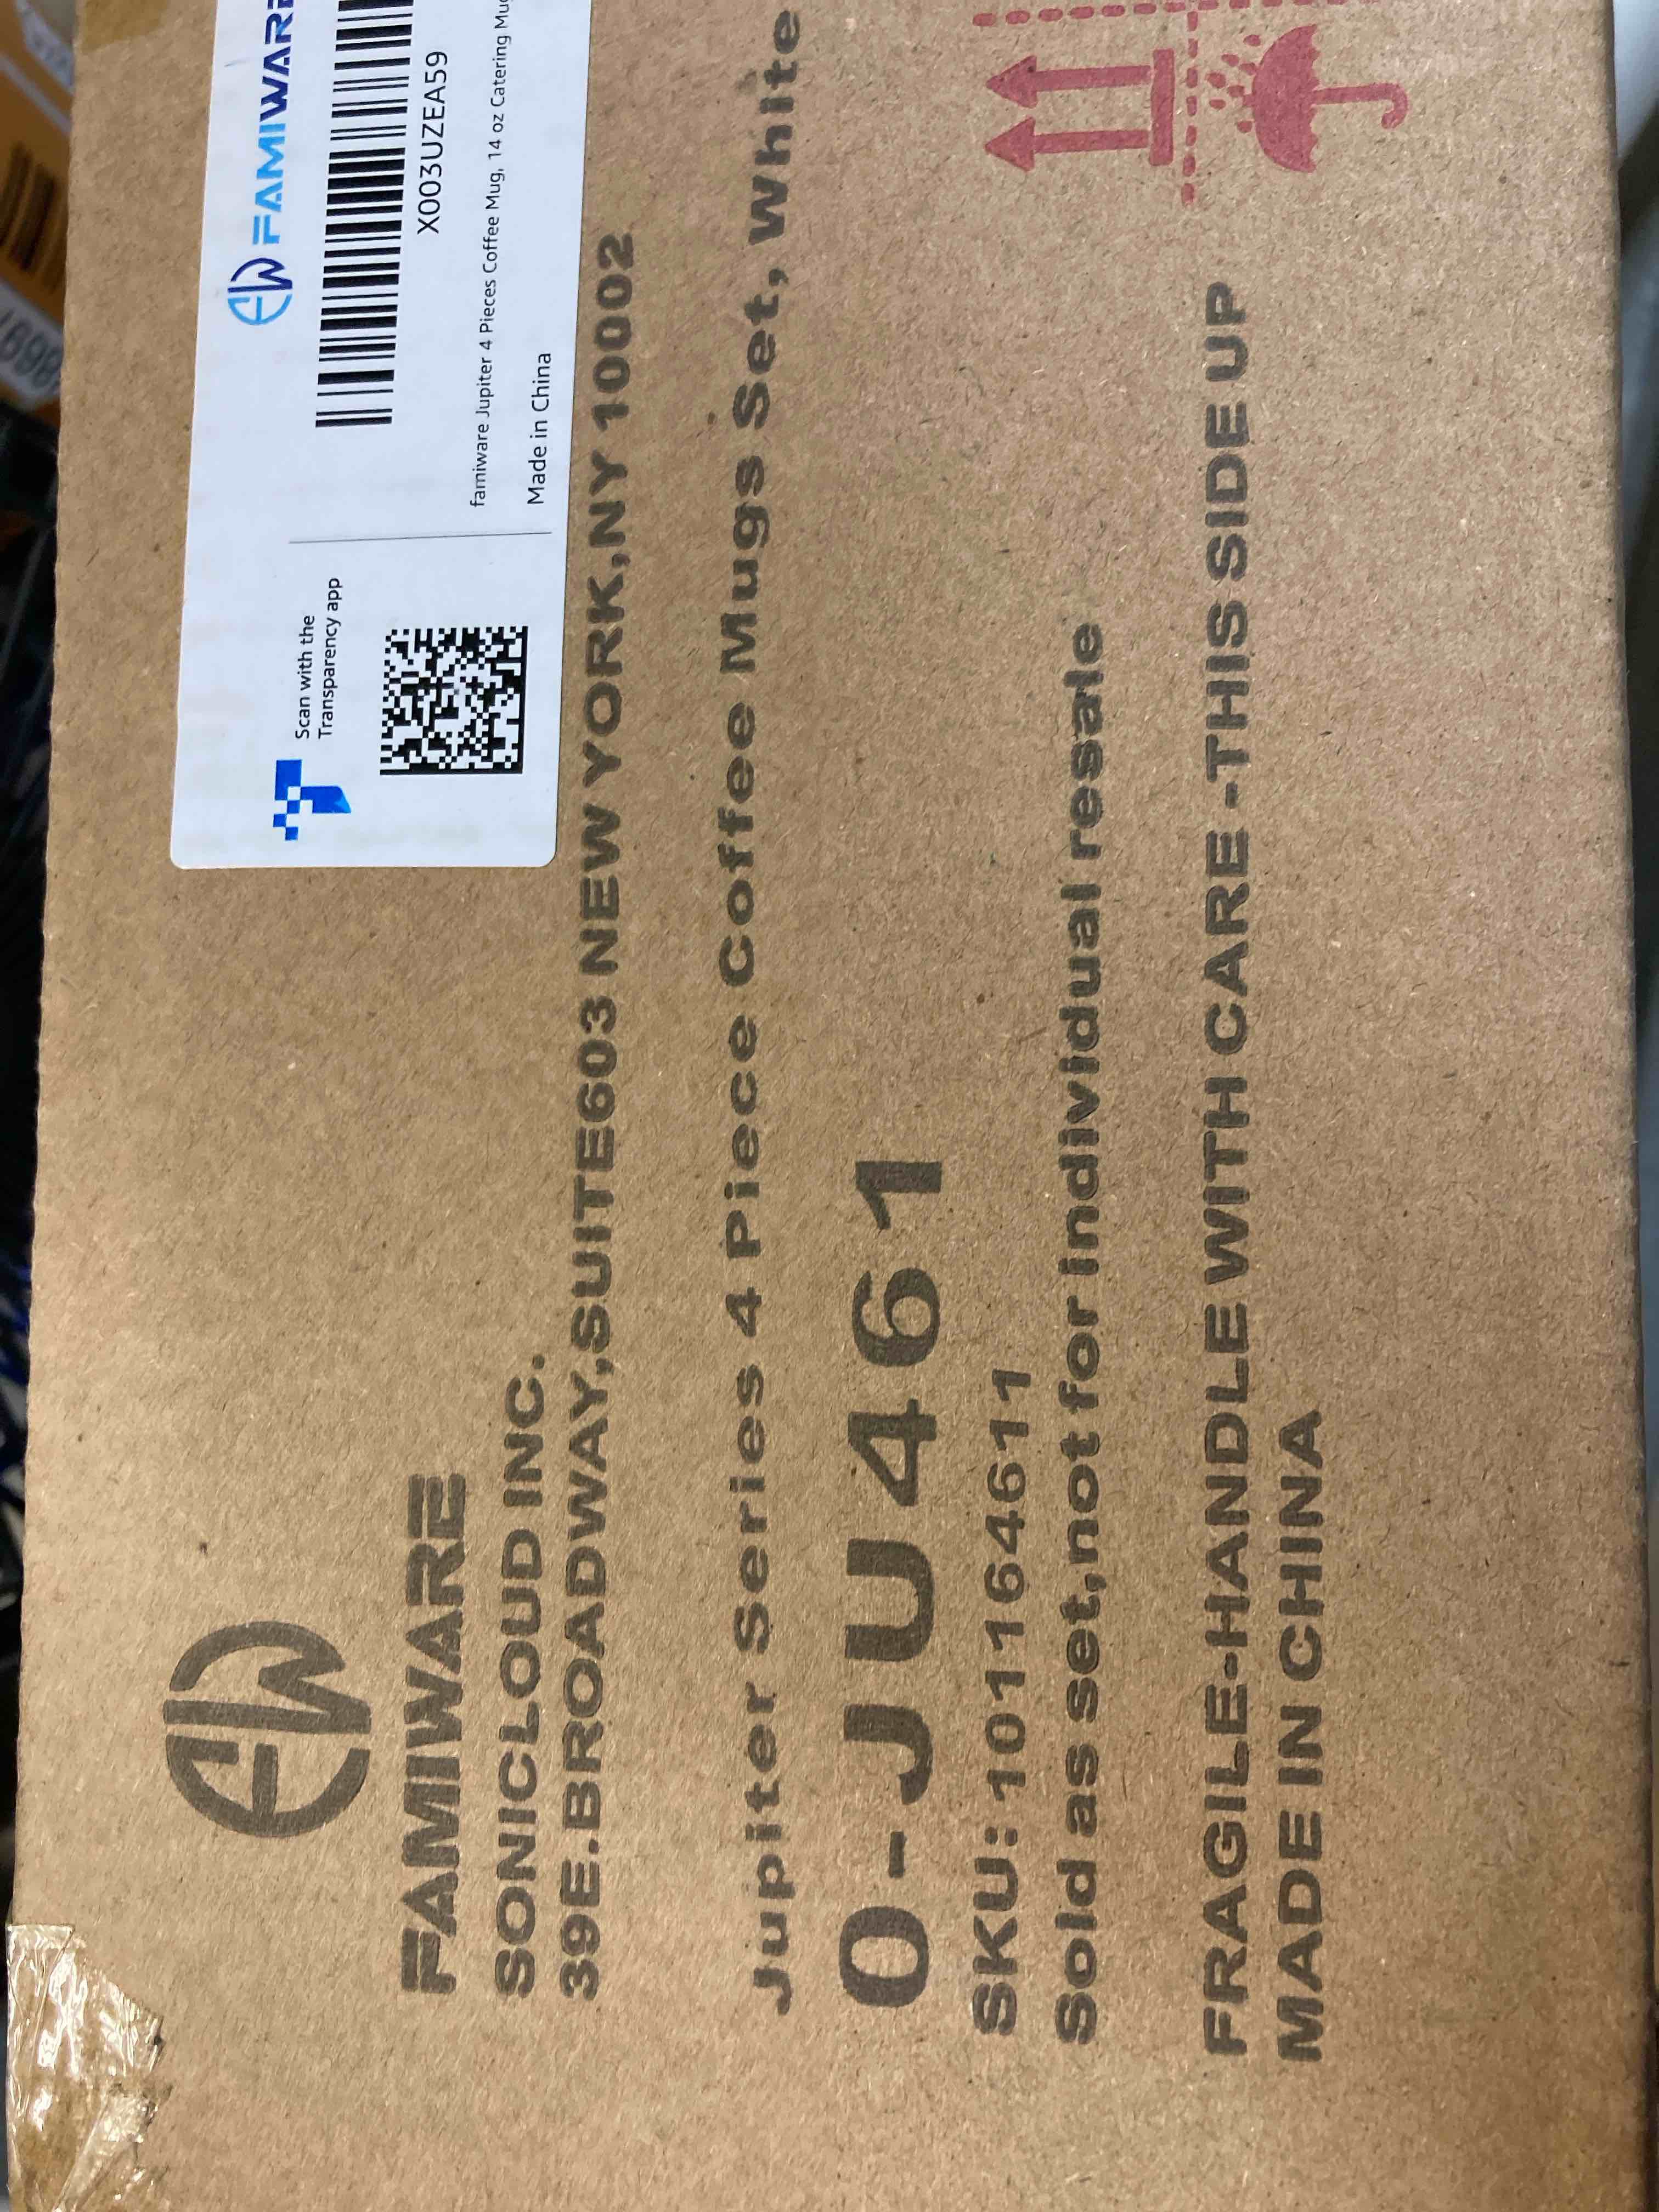 FAMIWARE
Scan with the
Transparency app
X003UZEA59
famiware Jupiter 4 Pieces Coffee Mug, 14 oz Catering
Made in China
FAMIWARE
SONICLOUD INC.
39E.BROADWAY,SUITE603 NEW YORK,NY 10002
Jupiter Series 4 Piece Coffee Mugs Set, White
0-JU461
SKU: 101164611
Sold as set,not for individual resale
FRAGILE-HANDLE WITH CARE -THIS SIDE UP
MADE IN CHINA